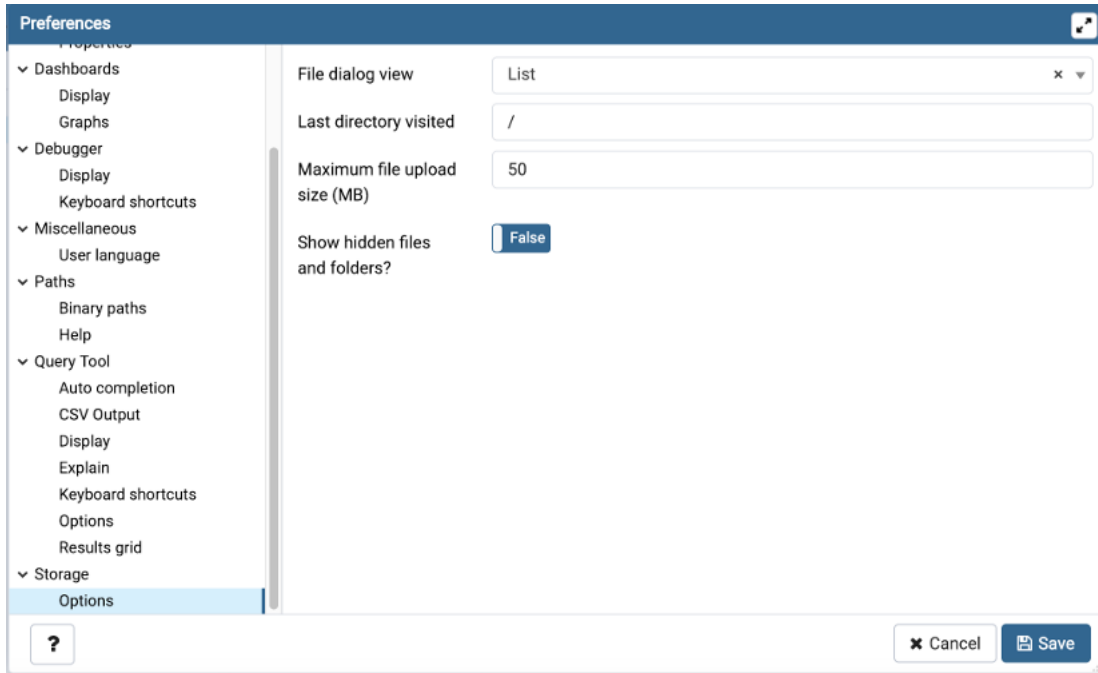 Preferences
Properties
Dashboards
Display
Graphs
Debugger
Display
Keyboard shortcuts
Miscellaneous
User language
Paths
Binary paths
Help
Query Tool
Auto completion
CSV Output
Display
Explain
Keyboard shortcuts
Options
Results grid
Storage
Options
File dialog view
List
Last directory visited
/
Maximum file upload
size (MB)
50
Show hidden files
and folders?
False
?
Cancel
Save